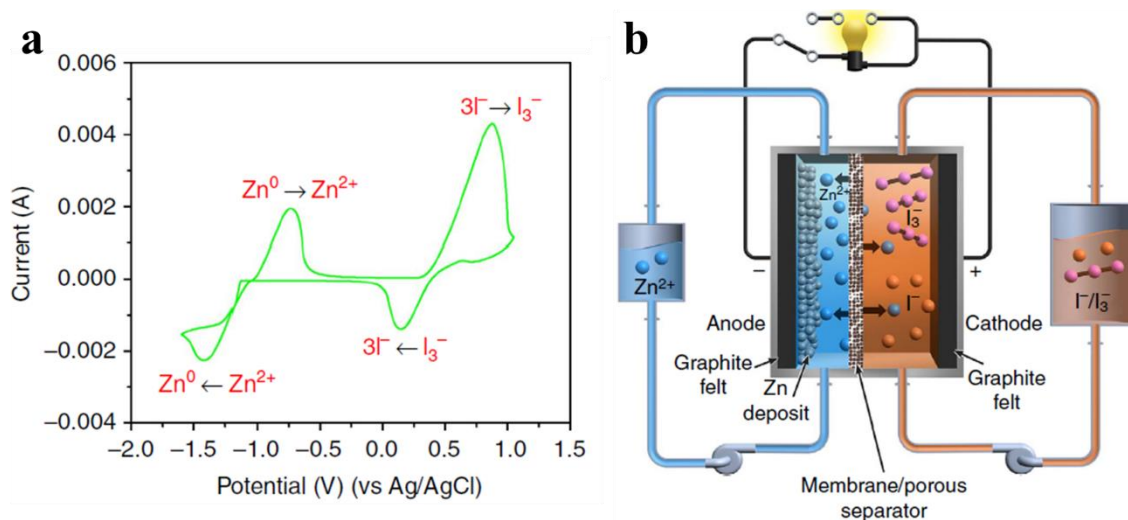 a
0.006
0.004
0.002
0.000
−0.002
−0.004
Current (A)
3I⁻ → I₃⁻
Zn⁰ → Zn²⁺
3I⁻ ← I₃⁻
Zn⁰ ← Zn²⁺
−2.0 −1.5 −1.0 −0.5 0.0 0.5 1.0 1.5
Potential (V) (vs Ag/AgCl)
b
Zn²⁺
I₃⁻
− +
Zn²⁺
I⁻
I⁻/I₃⁻
Anode
Cathode
Graphite
felt
Zn
deposit
Graphite
felt
Membrane/porous
separator